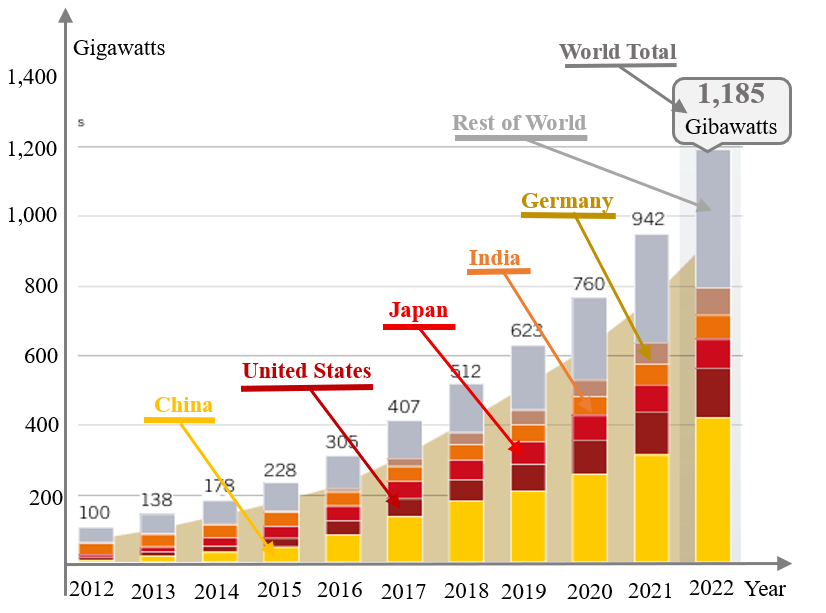 Gigawatts
World Total
1,400
1,185
Gibawatts
s
Rest of World
1,200
Germany
1,000
942
India
800
760
Japan
623
600
United States
512
China
407
400
305
228
178
200
138
100
2012 2013 2014 2015 2016 2017 2018 2019 2020 2021 2022 Year